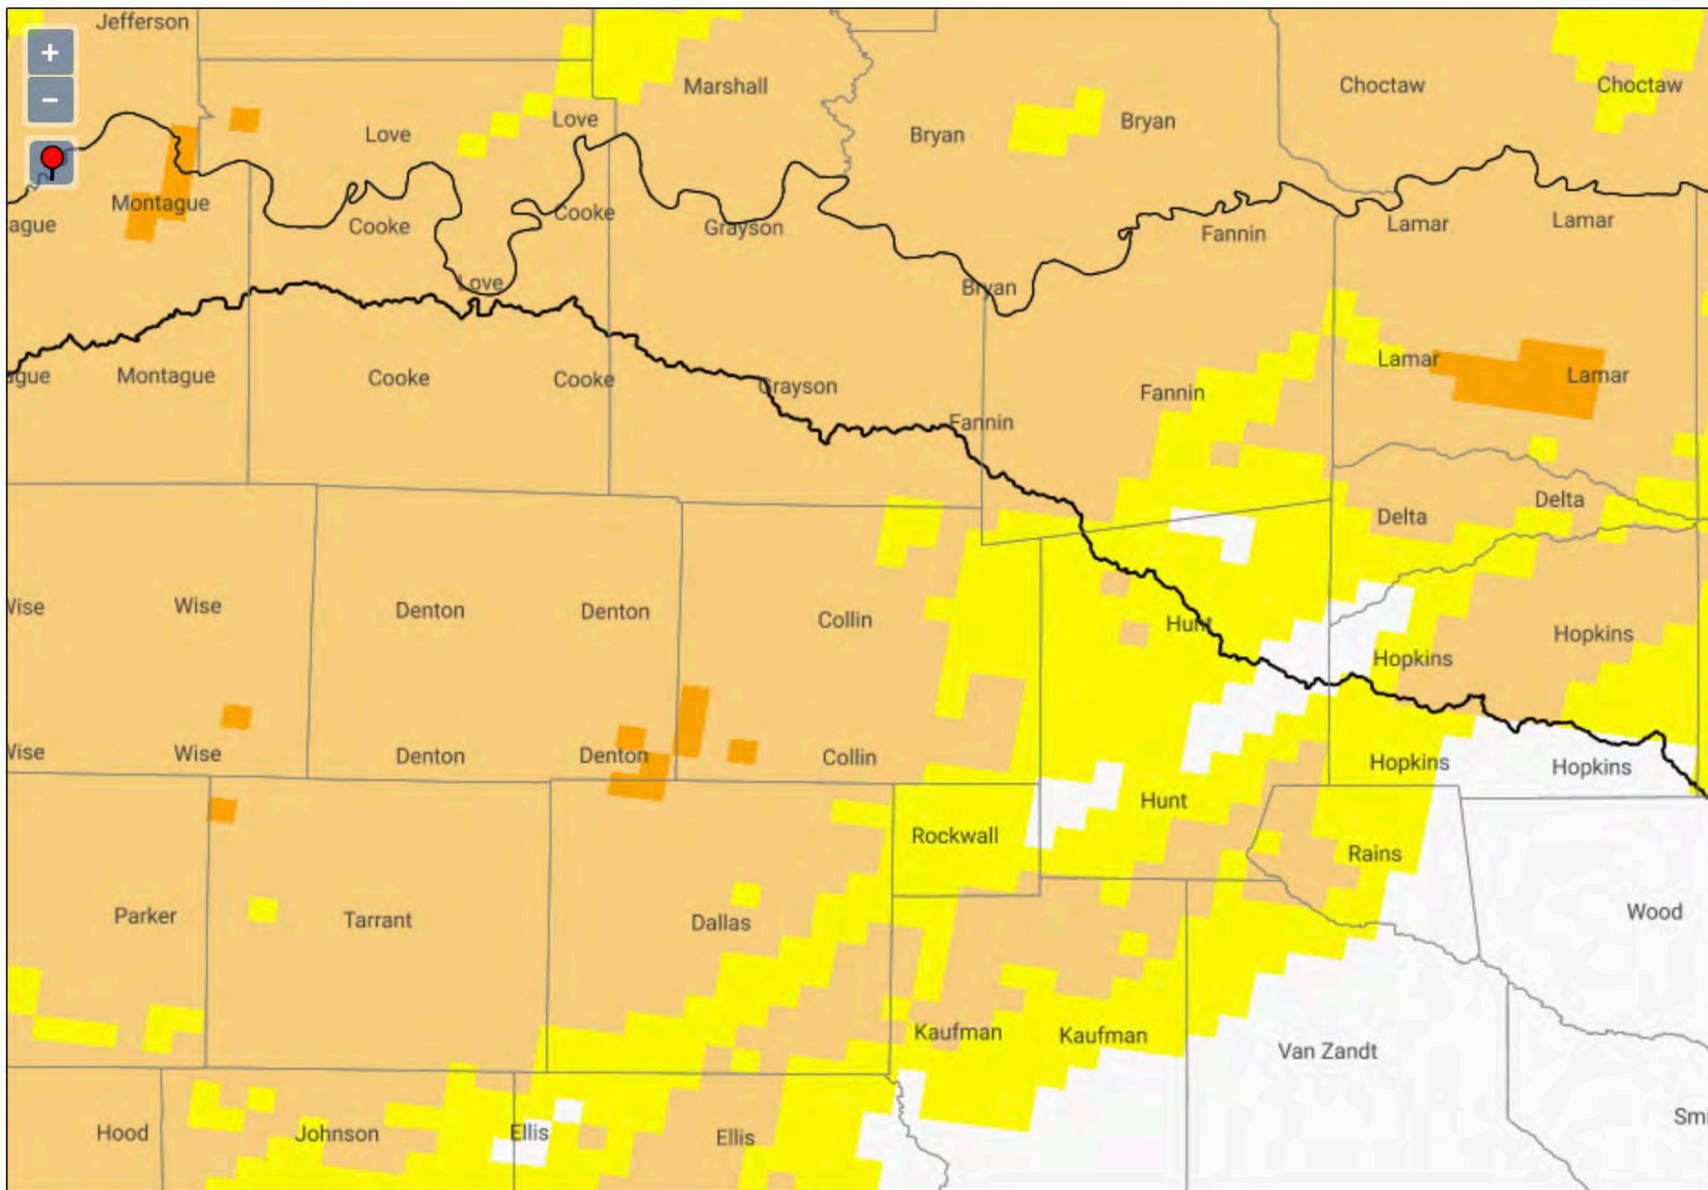 Jefferson
+
−
Marshall
Choctaw
Choctaw
Love
Love
Bryan
Bryan
Montague
ague
Cooke
Cooke
Grayson
Fannin
Lamar
Lamar
Love
Bryan
Lamar
Lamar
ague
Montague
Cooke
Cooke
Grayson
Fannin
Fannin
Delta
Delta
Wise
Wise
Denton
Denton
Collin
Hunt
Hopkins
Hopkins
Wise
Wise
Denton
Denton
Collin
Hopkins
Hopkins
Hunt
Rockwall
Rains
Parker
Tarrant
Dallas
Wood
Kaufman
Kaufman
Van Zandt
Hood
Johnson
Ellis
Ellis
Smi